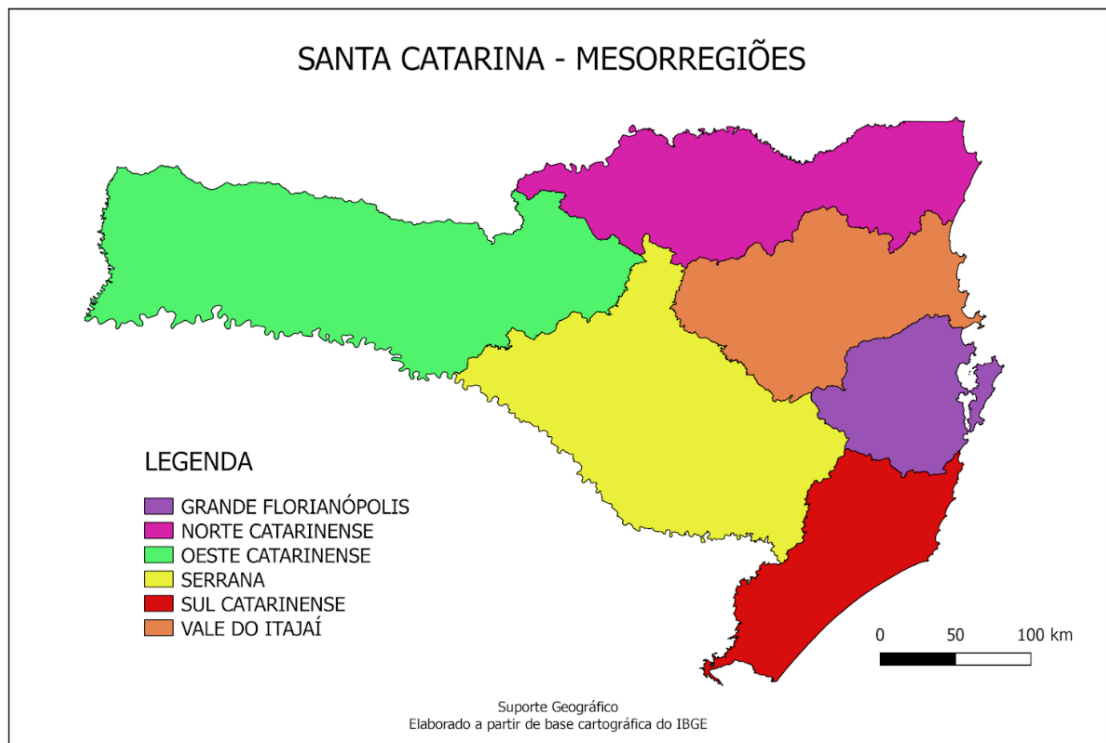 SANTA CATARINA - MESORREGIÕES
LEGENDA
GRANDE FLORIANÓPOLIS
NORTE CATARINENSE
OESTE CATARINENSE
SERRANA
SUL CATARINENSE
VALE DO ITAJAÍ
0 50 100 km
Suporte Geográfico
Elaborado a partir de base cartográfica do IBGE